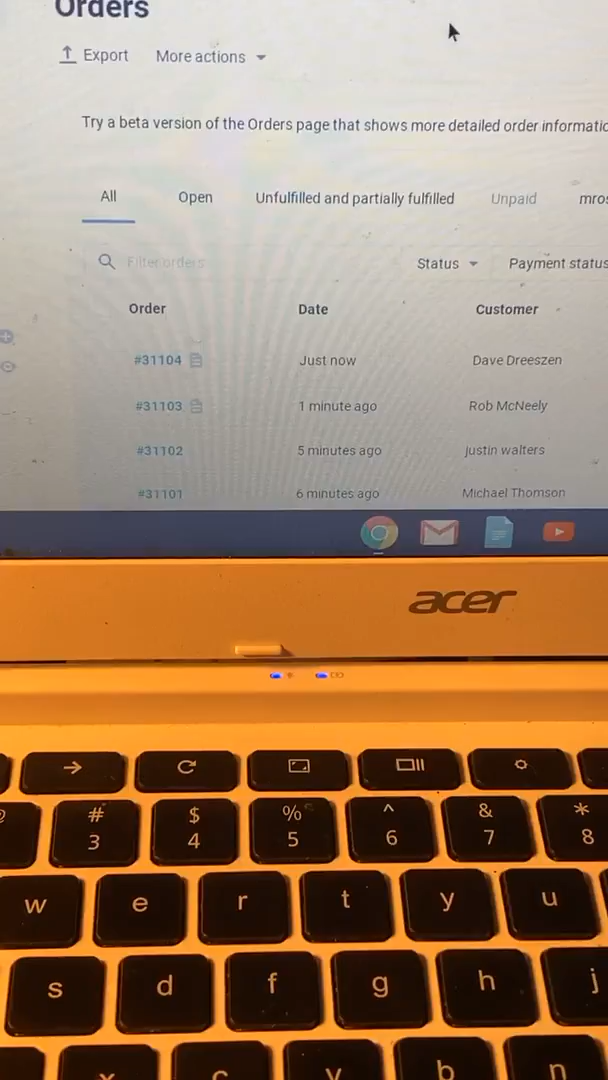 Orders
Export More actions
Try a beta version of the Orders page that shows more detailed order
All Open Unfulfilled and partially fulfilled Unpaid
Filter orders Status Payment status
Order Date Customer
#31104 Just now Dave Dreeszen
#31103 1 minute ago Rob McNeely
#31102 5 minutes ago justin walters
#31101 6 minutes ago Michael Thomson
acer
# $ % ^ & *
3 4 5 6 7 8
w e r t y u
s d f g h j
x c v b n